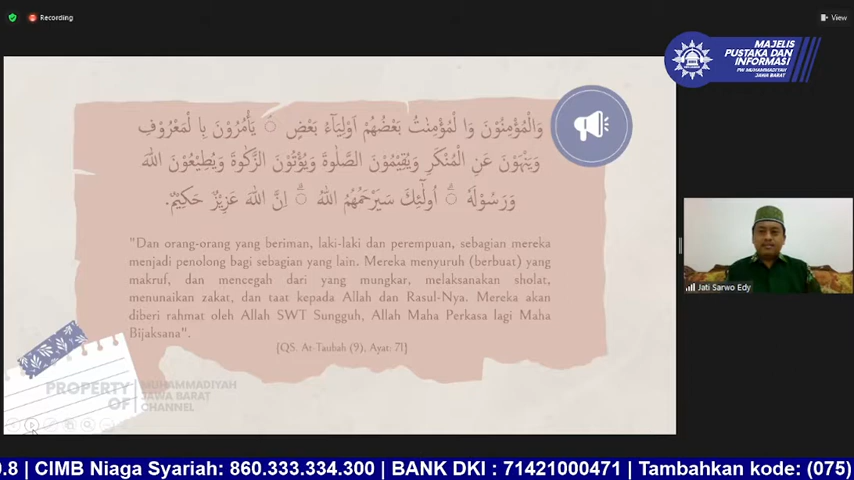 Recording
View
MAJELIS
PUSTAKA DAN
INFORMASI
PW MUHAMMADIYAH
JAWA BARAT
وَالْمُؤْمِنُوْنَ وَا لْمُؤْمِنٰتُ بَعْضُهُمْ اَوْلِيَآءُ بَعْضٍ ۘ يَأْمُرُوْنَ بِا لْمَعْرُوْفِ
وَيَنْهَوْنَ عَنِ الْمُنْكَرِ وَيُقِيْمُوْنَ الصَّلٰوةَ وَيُؤْتُوْنَ الزَّكٰوةَ وَيُطِيْعُوْنَ اللّٰهَ
وَرَسُوْلَهٗ ۗ اُولٰٓئِكَ سَيَرْحَمُهُمُ اللّٰهُ ۗ اِنَّ اللّٰهَ عَزِيْزٌ حَكِيْمٌ.
"Dan orang-orang yang beriman, laki-laki dan perempuan, sebagian mereka
menjadi penolong bagi sebagian yang lain. Mereka menyuruh (berbuat) yang
makruf, dan mencegah dari yang mungkar, melaksanakan sholat,
menunaikan zakat, dan taat kepada Allah dan Rasul-Nya. Mereka akan
diberi rahmat oleh Allah SWT Sungguh, Allah Maha Perkasa lagi Maha
Bijaksana".
[QS. At Taubah (9). Ayat: 71]
Jati Sarwo Edy
PROPERTY
OF
MUHAMMADIYAH
JAWA BARAT
CHANNEL
0.8 | CIMB Niaga Syariah: 860.333.334.300 | BANK DKI : 71421000471 | Tambahkan kode: (075)